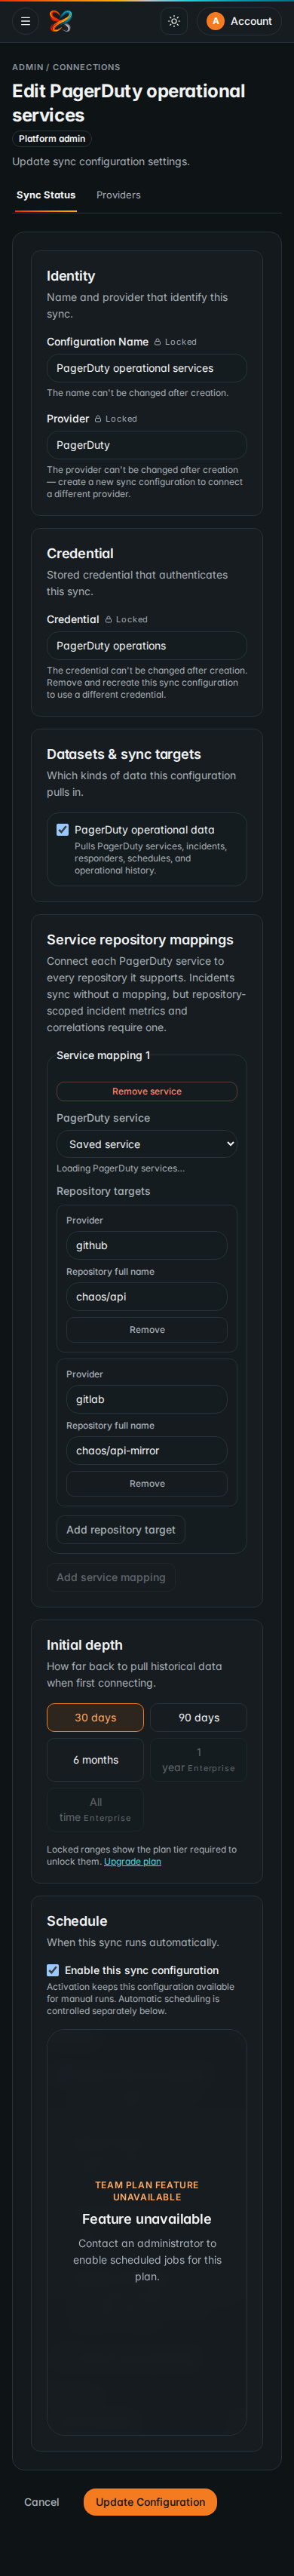 A Account
ADMIN / CONNECTIONS
Edit PagerDuty operational
services
Platform admin
Update sync configuration settings.
Sync Status Providers
Identity
Name and provider that identify this
sync.
Configuration Name Locked
PagerDuty operational services
The name can't be changed after creation.
Provider Locked
PagerDuty
The provider can't be changed after creation
— create a new sync configuration to connect
a different provider.
Credential
Stored credential that authenticates
this sync.
Credential Locked
PagerDuty operations
The credential can't be changed after creation.
Remove and recreate this sync configuration
to use a different credential.
Datasets & sync targets
Which kinds of data this configuration
pulls in.
PagerDuty operational data
Pulls PagerDuty services, incidents,
responders, schedules, and
operational history.
Service repository mappings
Connect each PagerDuty service to
every repository it supports. Incidents
sync without a mapping, but repository-
scoped incident metrics and
correlations require one.
Service mapping 1
Remove service
PagerDuty service
Saved service
Loading PagerDuty services…
Repository targets
Provider
github
Repository full name
chaos/api
Remove
Provider
gitlab
Repository full name
chaos/api-mirror
Remove
Add repository target
Add service mapping
Initial depth
How far back to pull historical data
when first connecting.
30 days 90 days
6 months
1
year Enterprise
All
time Enterprise
Locked ranges show the plan tier required to
unlock them. Upgrade plan
Schedule
When this sync runs automatically.
Enable this sync configuration
Activation keeps this configuration available
for manual runs. Automatic scheduling is
controlled separately below.
TEAM PLAN FEATURE
UNAVAILABLE
Feature unavailable
Contact an administrator to
enable scheduled jobs for this
plan.
Cancel Update Configuration